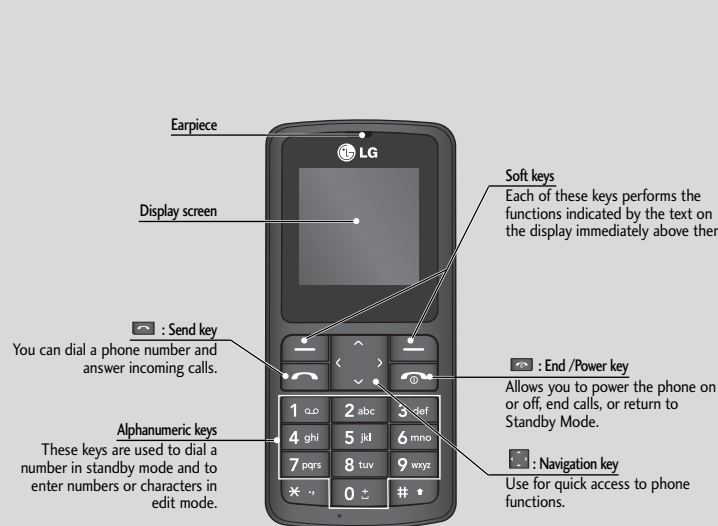 Earpiece
LG
Display screen
Soft keys
Each of these keys performs the
functions indicated by the text on
the display immediately above
: Send key
You can dial a phone number and
answer incoming calls.
: End /Power key
Allows you to power the phone on
or off, end calls, or return to
Standby Mode.
Alphanumeric keys
These keys are used to dial a
number in standby mode and to
enter numbers or characters in
edit mode.
: Navigation key
Use for quick access to phone
functions.
1
2 abc
3 def
4 ghi
5 jkl
6 mno
7 pqrs
8 tuv
9 wxyz
* .,
0
#